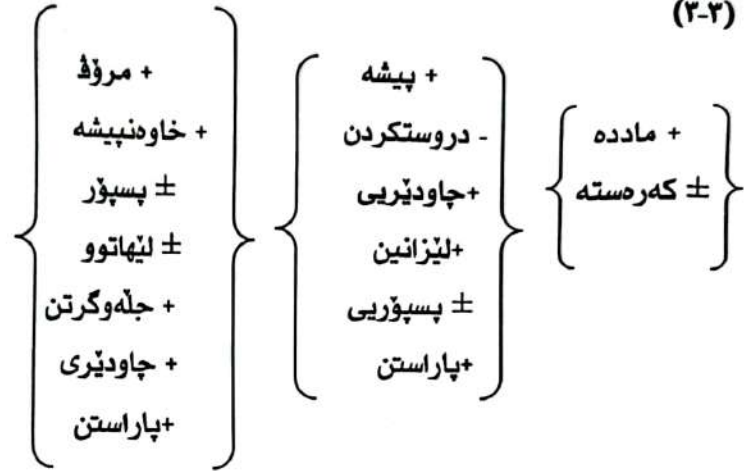 (٣-٣)
+ ماددە
± کەرەستە
+ پیشە
- دروستکردن
+چاودێریی
+لێزانین
± پسپۆریی
+پاراستن
+ مرۆڤ
+ خاوەنپیشە
± پسپۆر
± لێهاتوو
+ جڵەوگرتن
+ چاودێری
+پاراستن